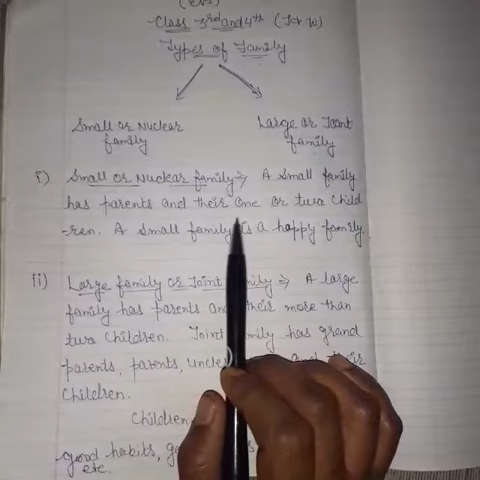 (EVS)
Class 3rd and 4th (J & W)
Types of Family
Small or Nuclear Large or Joint
family family
i) Small or Nuclear family ⇒ A Small family
has parents and their one or two Child
-ren. A small family is a happy family.
ii) Large family or Joint family ⇒ A large
family has parents and their more than
two Children. Joint family has grand
parents, parents, uncle and their
Children.
Children
good habits,
etc.